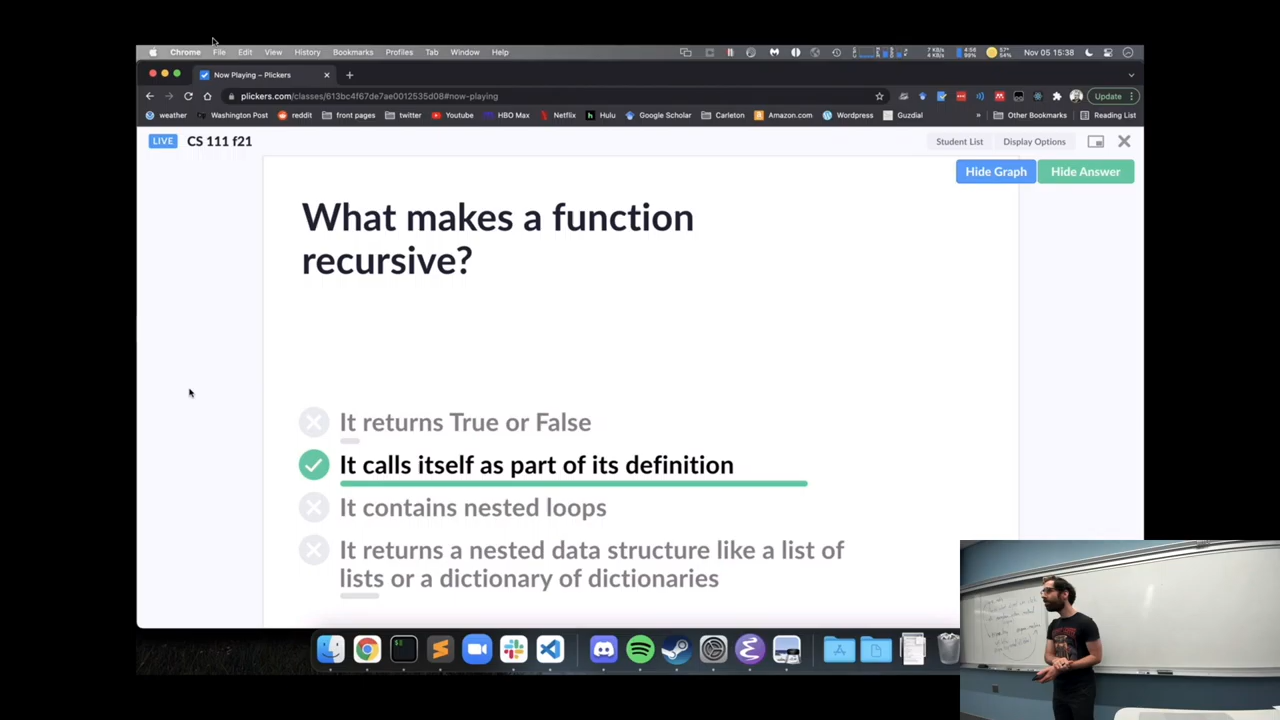 Chrome File Edit View History Bookmarks Profiles Tab Window Help
Nov 05 15:38
Now Playing – Plickers
plickers.com/classes/613bc4f67de7ae0012535d08#now-playing
Update
weather Washington Post reddit front pages twitter Youtube HBO Max Netflix Hulu Google Scholar Carleton Amazon.com Wordpress Guzdial » Other Bookmarks Reading List
LIVE CS 111 f21 Student List Display Options
Hide Graph Hide Answer
What makes a function
recursive?
It returns True or False
It calls itself as part of its definition
It contains nested loops
It returns a nested data structure like a list of
lists or a dictionary of dictionaries